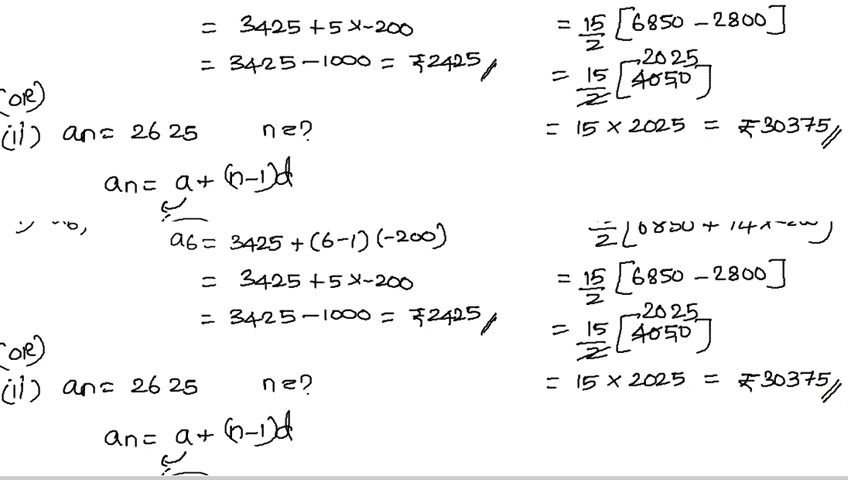 = 3425 + 5 × -200
= 3425 - 1000 = ₹2425 //
(OR)
(ii) an = 2625 n = ?
an = a + (n-1)d
= 15/2 [6850 - 2800]
= 15/2 [4050] 2025
= 15 × 2025 = ₹30375 //
a6 = 3425 + (6-1) (-200)
= 3425 + 5 × -200
= 3425 - 1000 = ₹2425 //
(OR)
(ii) an = 2625 n = ?
an = a + (n-1)d
= 15/2 [6850 - 2800]
= 15/2 [4050] 2025
= 15 × 2025 = ₹30375 //